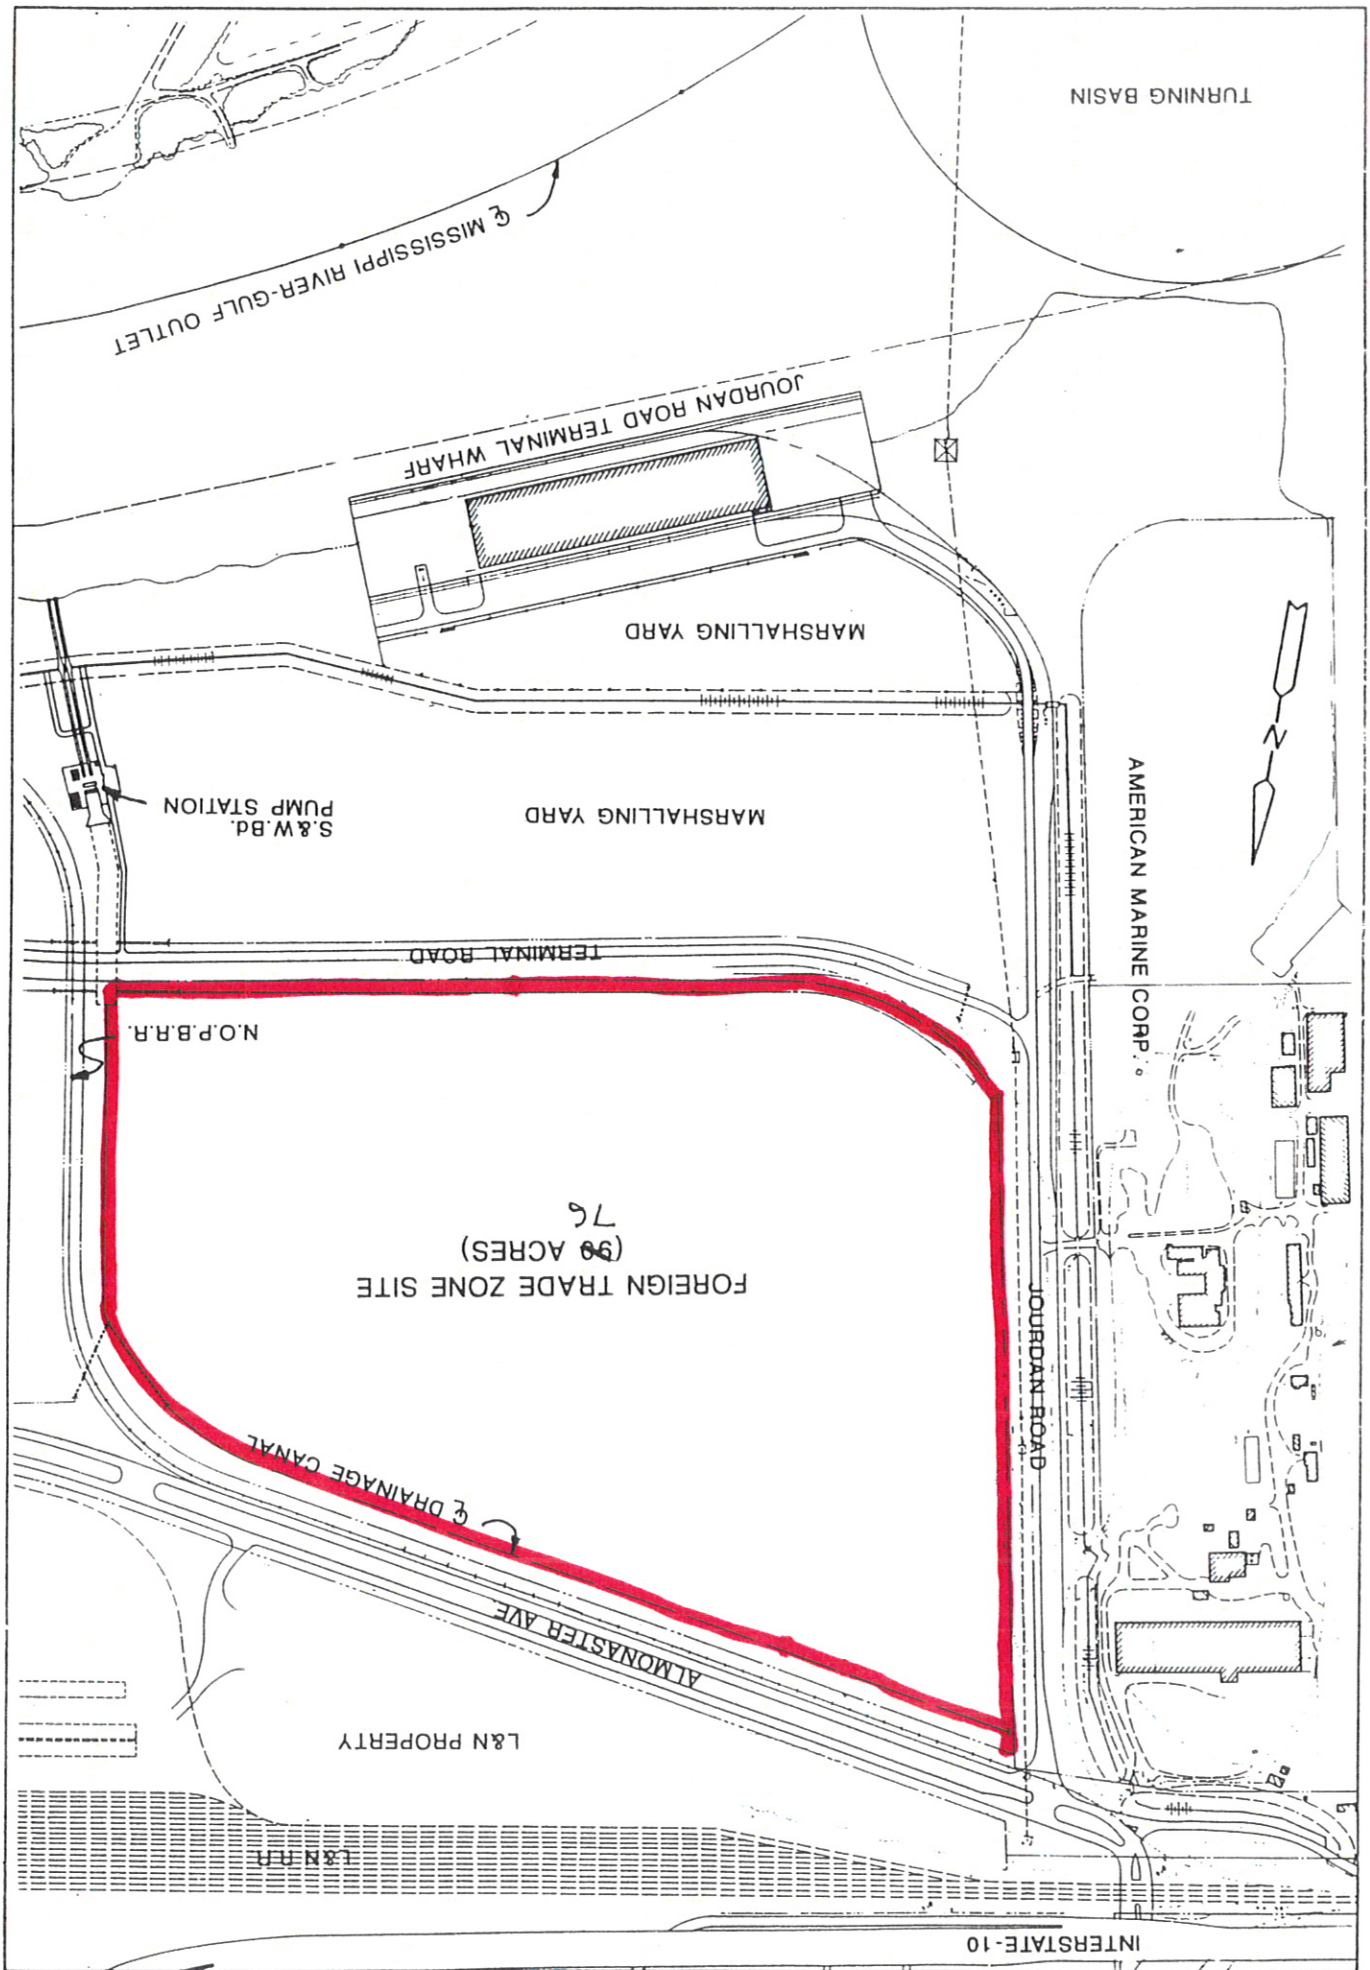 INTERSTATE-10
L&N R.R.
L&N PROPERTY
ALMONASTER AVE
℄ DRAINAGE CANAL
JOURDAN ROAD
FOREIGN TRADE ZONE SITE
(90 ACRES)
76
N.O.P.B.R.R.
TERMINAL ROAD
AMERICAN MARINE CORP.
S.&W.Bd.
PUMP STATION
MARSHALLING YARD
N
MARSHALLING YARD
JOURDAN ROAD TERMINAL WHARF
℄ MISSISSIPPI RIVER-GULF OUTLET
TURNING BASIN